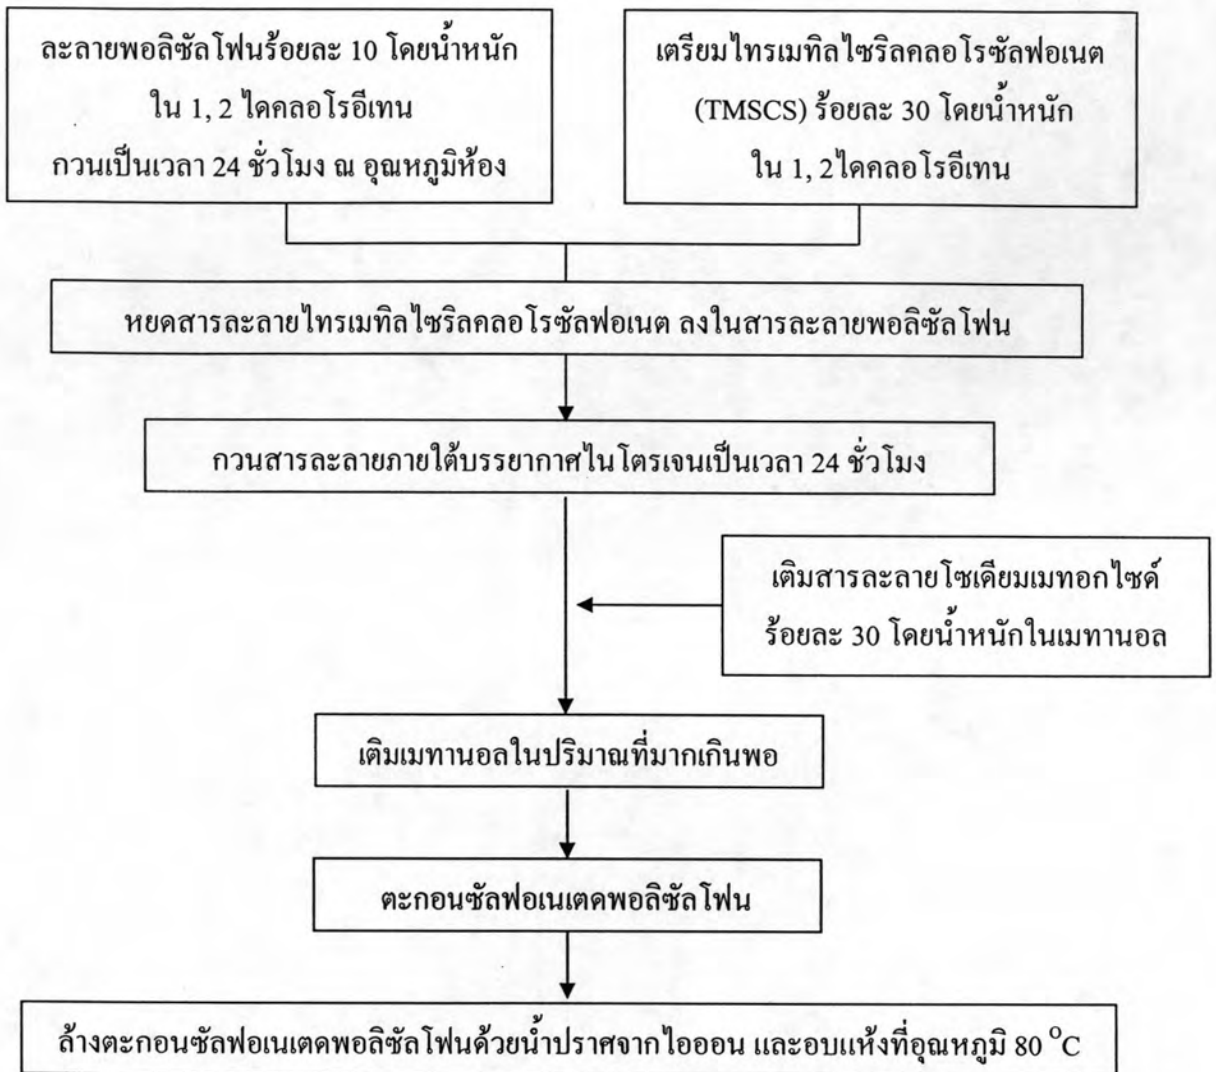 ละลายพอลิซัลโฟนร้อยละ 10 โดยน้ำหนัก
ใน 1, 2 ไดคลอโรอีเทน
กวนเป็นเวลา 24 ชั่วโมง ณ อุณหภูมิห้อง
เตรียมไทรเมทิลไซริลคลอโรซัลฟอเนต
(TMSCS) ร้อยละ 30 โดยน้ำหนัก
ใน 1, 2ไดคลอโรอีเทน
หยดสารละลายไทรเมทิลไซริลคลอโรซัลฟอเนต ลงในสารละลายพอลิซัลโฟน
กวนสารละลายภายใต้บรรยากาศไนโตรเจนเป็นเวลา 24 ชั่วโมง
เติมสารละลายโซเดียมเมทอกไซด์
ร้อยละ 30 โดยน้ำหนักในเมทานอล
เติมเมทานอลในปริมาณที่มากเกินพอ
ตะกอนซัลฟอเนเตดพอลิซัลโฟน
ล้างตะกอนซัลฟอเนเตดพอลิซัลโฟนด้วยน้ำปราศจากไอออน และอบแห้งที่อุณหภูมิ 80 °C